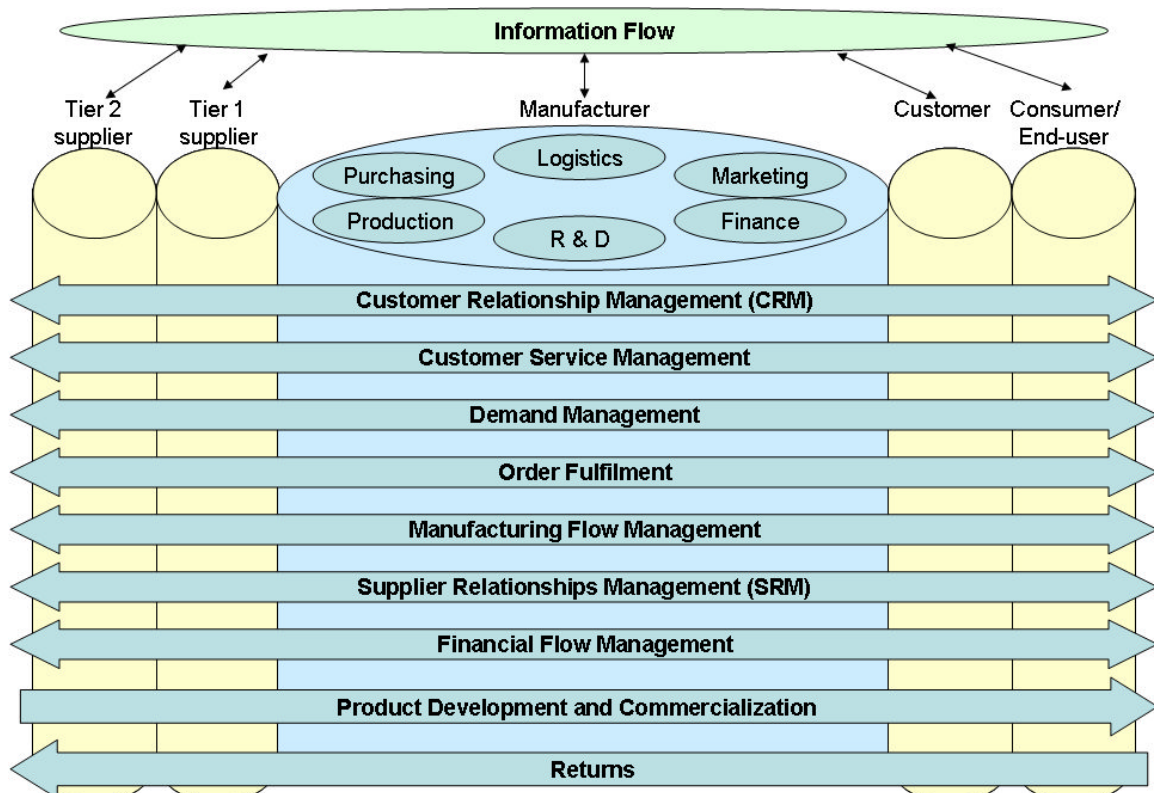 Information Flow
Tier 2
supplier
Tier 1
supplier
Manufacturer
Customer
Consumer/
End-user
Logistics
Purchasing
Marketing
Production
Finance
R & D
Customer Relationship Management (CRM)
Customer Service Management
Demand Management
Order Fulfilment
Manufacturing Flow Management
Supplier Relationships Management (SRM)
Financial Flow Management
Product Development and Commercialization
Returns